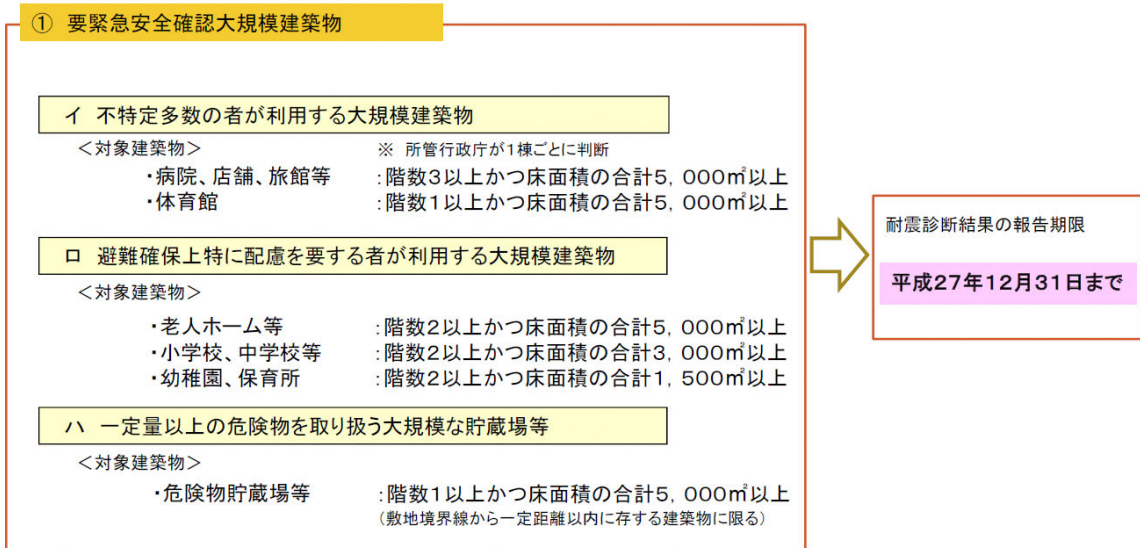 ① 要緊急安全確認大規模建築物
イ 不特定多数の者が利用する大規模建築物
＜対象建築物＞ ※ 所管行政庁が1棟ごとに判断
・病院、店舗、旅館等 ：階数３以上かつ床面積の合計５，０００㎡以上
・体育館 ：階数１以上かつ床面積の合計５，０００㎡以上
ロ 避難確保上特に配慮を要する者が利用する大規模建築物
＜対象建築物＞
・老人ホーム等 ：階数２以上かつ床面積の合計５，０００㎡以上
・小学校、中学校等 ：階数２以上かつ床面積の合計３，０００㎡以上
・幼稚園、保育所 ：階数２以上かつ床面積の合計１，５００㎡以上
ハ 一定量以上の危険物を取り扱う大規模な貯蔵場等
＜対象建築物＞
・危険物貯蔵場等 ：階数１以上かつ床面積の合計５，０００㎡以上
（敷地境界線から一定距離以内に存する建築物に限る）
耐震診断結果の報告期限
平成２７年１２月３１日まで